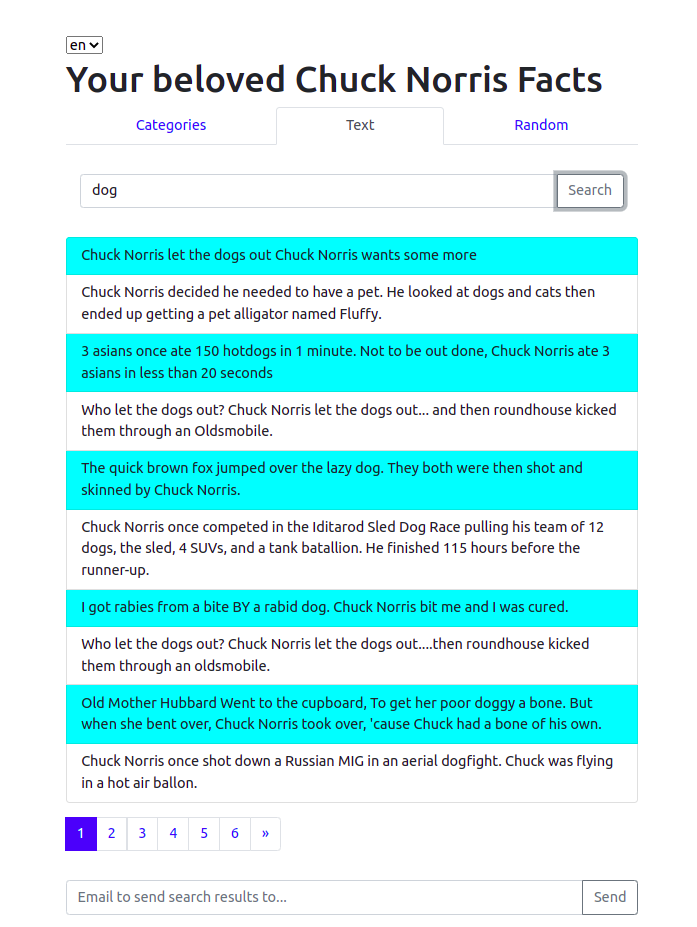 en
Your beloved Chuck Norris Facts
Categories
Text
Random
dog
Search
Chuck Norris let the dogs out Chuck Norris wants some more
Chuck Norris decided he needed to have a pet. He looked at dogs and cats then
ended up getting a pet alligator named Fluffy.
3 asians once ate 150 hotdogs in 1 minute. Not to be out done, Chuck Norris ate 3
asians in less than 20 seconds
Who let the dogs out? Chuck Norris let the dogs out... and then roundhouse kicked
them through an Oldsmobile.
The quick brown fox jumped over the lazy dog. They both were then shot and
skinned by Chuck Norris.
Chuck Norris once competed in the Iditarod Sled Dog Race pulling his team of 12
dogs, the sled, 4 SUVs, and a tank batallion. He finished 115 hours before the
runner-up.
I got rabies from a bite BY a rabid dog. Chuck Norris bit me and I was cured.
Who let the dogs out? Chuck Norris let the dogs out....then roundhouse kicked
them through an oldsmobile.
Old Mother Hubbard Went to the cupboard, To get her poor doggy a bone. But
when she bent over, Chuck Norris took over, 'cause Chuck had a bone of his own.
Chuck Norris once shot down a Russian MIG in an aerial dogfight. Chuck was flying
in a hot air ballon.
1 2 3 4 5 6 »
Email to send search results to...
Send